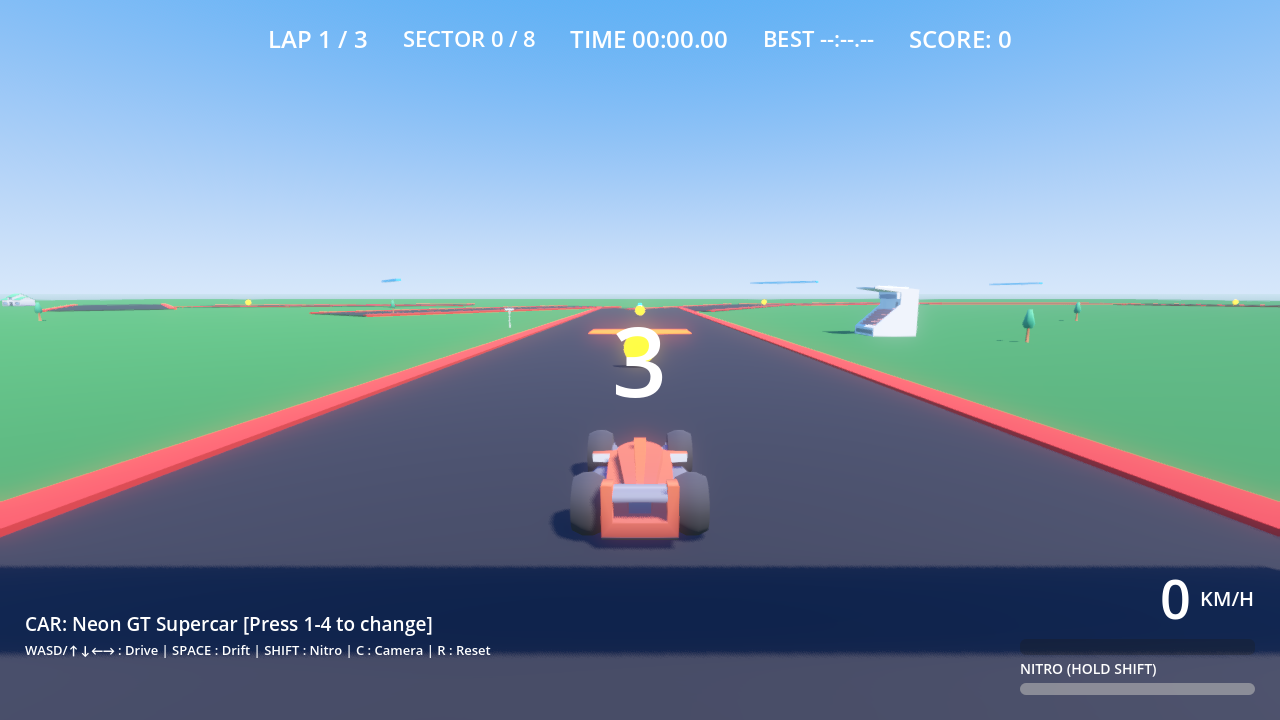 LAP 1 / 3 SECTOR 0 / 8 TIME 00:00.00 BEST --:--.-- SCORE: 0
3
0 KM/H
CAR: Neon GT Supercar [Press 1-4 to change]
WASD/↑↓←→ : Drive | SPACE : Drift | SHIFT : Nitro | C : Camera | R : Reset
NITRO (HOLD SHIFT)